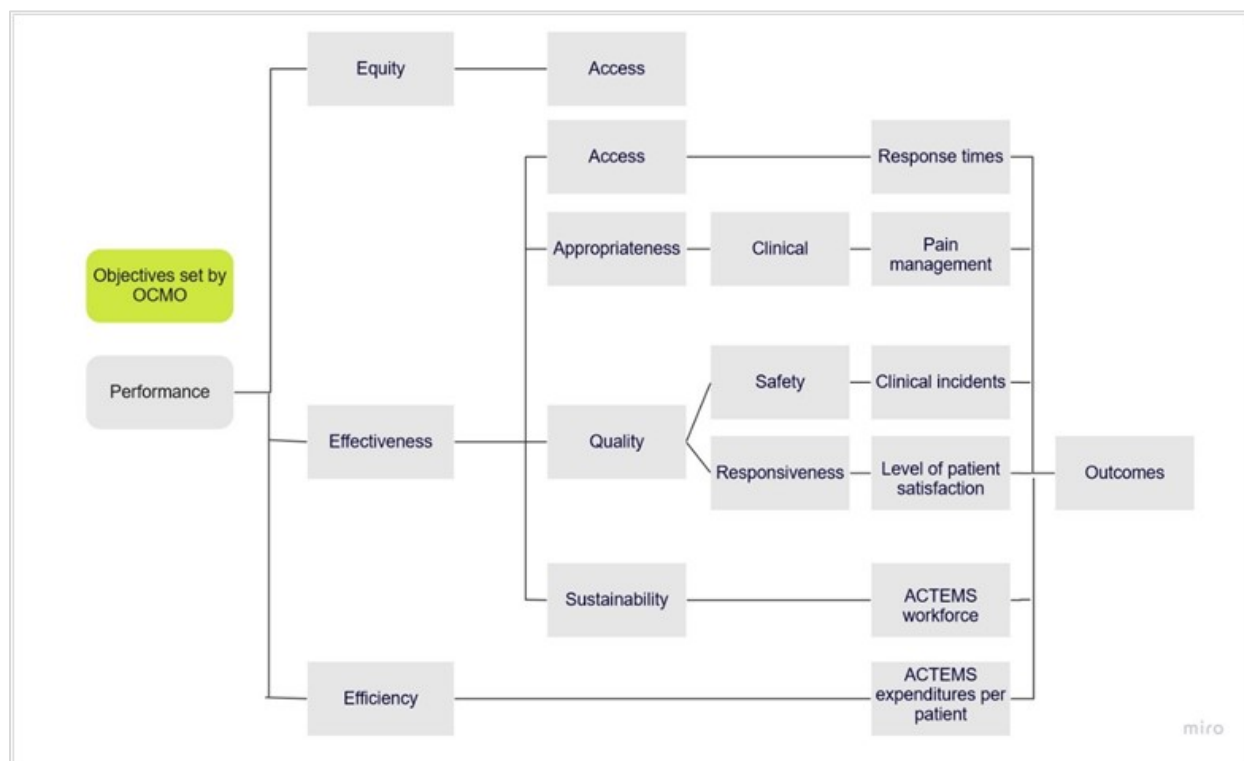 Equity
Access
Access
Response times
Appropriateness
Clinical
Pain
management
Objectives set by
OCMO
Performance
Safety
Clinical incidents
Effectiveness
Quality
Responsiveness
Level of patient
satisfaction
Outcomes
Sustainability
ACTEMS
workforce
Efficiency
ACTEMS
expenditures per
patient
miro